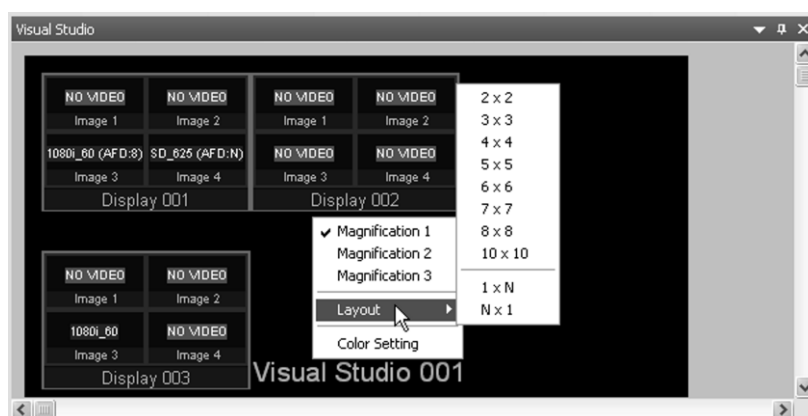 Visual Studio
NO VIDEO NO VIDEO
Image 1 Image 2
1080i_60 (AFD:8) SD_625 (AFD:N)
Image 3 Image 4
Display 001
NO VIDEO NO VIDEO
Image 1 Image 2
NO VIDEO NO VIDEO
Image 3 Image 4
Display 002
NO VIDEO NO VIDEO
Image 1 Image 2
1080i_60 NO VIDEO
Image 3 Image 4
Display 003
Visual Studio 001
Magnification 1
Magnification 2
Magnification 3
Layout
Color Setting
2 x 2
3 x 3
4 x 4
5 x 5
6 x 6
7 x 7
8 x 8
10 x 10
1 x N
N x 1